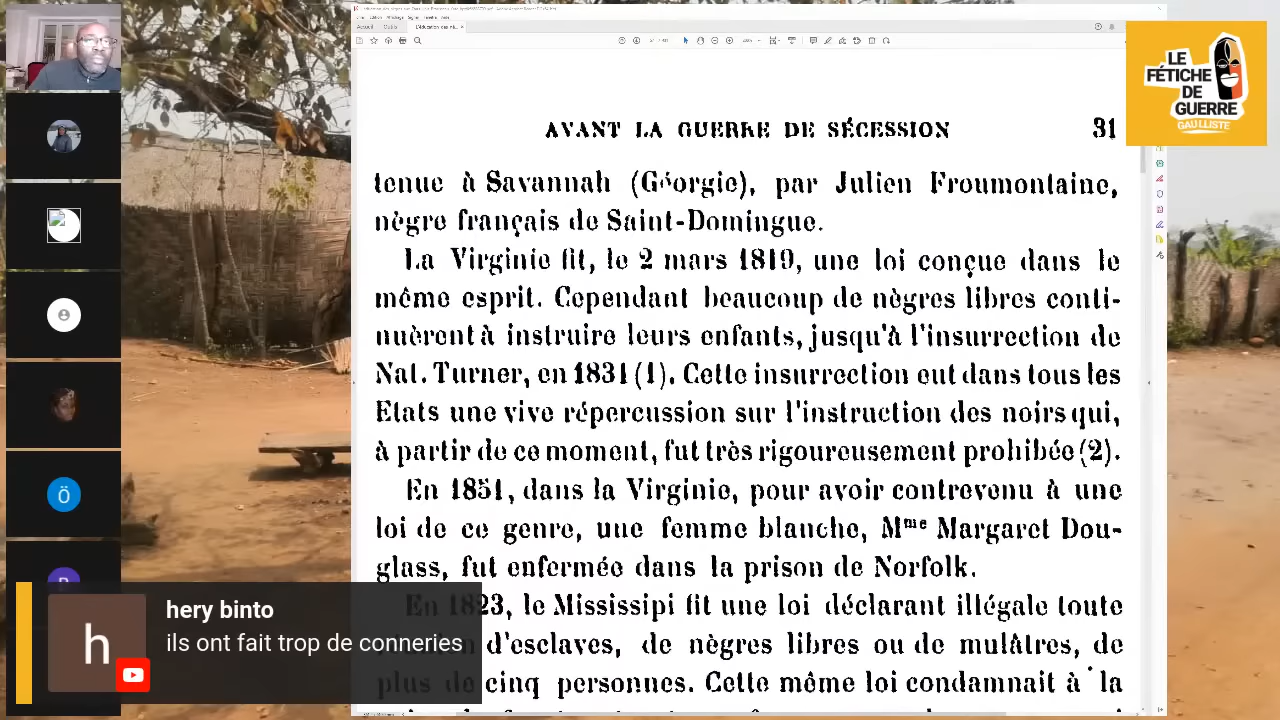 AVANT LA GUERRE DE SÉCESSION 31
tenue à Savannah (Géorgie), par Julien Froumontaine,
nègre français de Saint-Domingue.
La Virginie fit, le 2 mars 1819, une loi conçue dans le
même esprit. Cependant beaucoup de nègres libres conti-
nuèrent à instruire leurs enfants, jusqu'à l'insurrection de
Nat. Turner, en 1831 (1). Cette insurrection eut dans tous les
Etats une vive répercussion sur l'instruction des noirs qui,
à partir de ce moment, fut très rigoureusement prohibée (2).
En 1851, dans la Virginie, pour avoir contrevenu à une
loi de ce genre, une femme blanche, Mme Margaret Dou-
glass, fut enfermée dans la prison de Norfolk.
En 1823, le Mississipi fit une loi déclarant illégale toute
d'esclaves, de nègres libres ou de mulâtres, de
plus de cinq personnes. Cette même loi condamnait à la
LE
FÉTICHE
DE
GUERRE
GAULLISTE
Accueil Outils
Ö
h
hery binto
ils ont fait trop de conneries